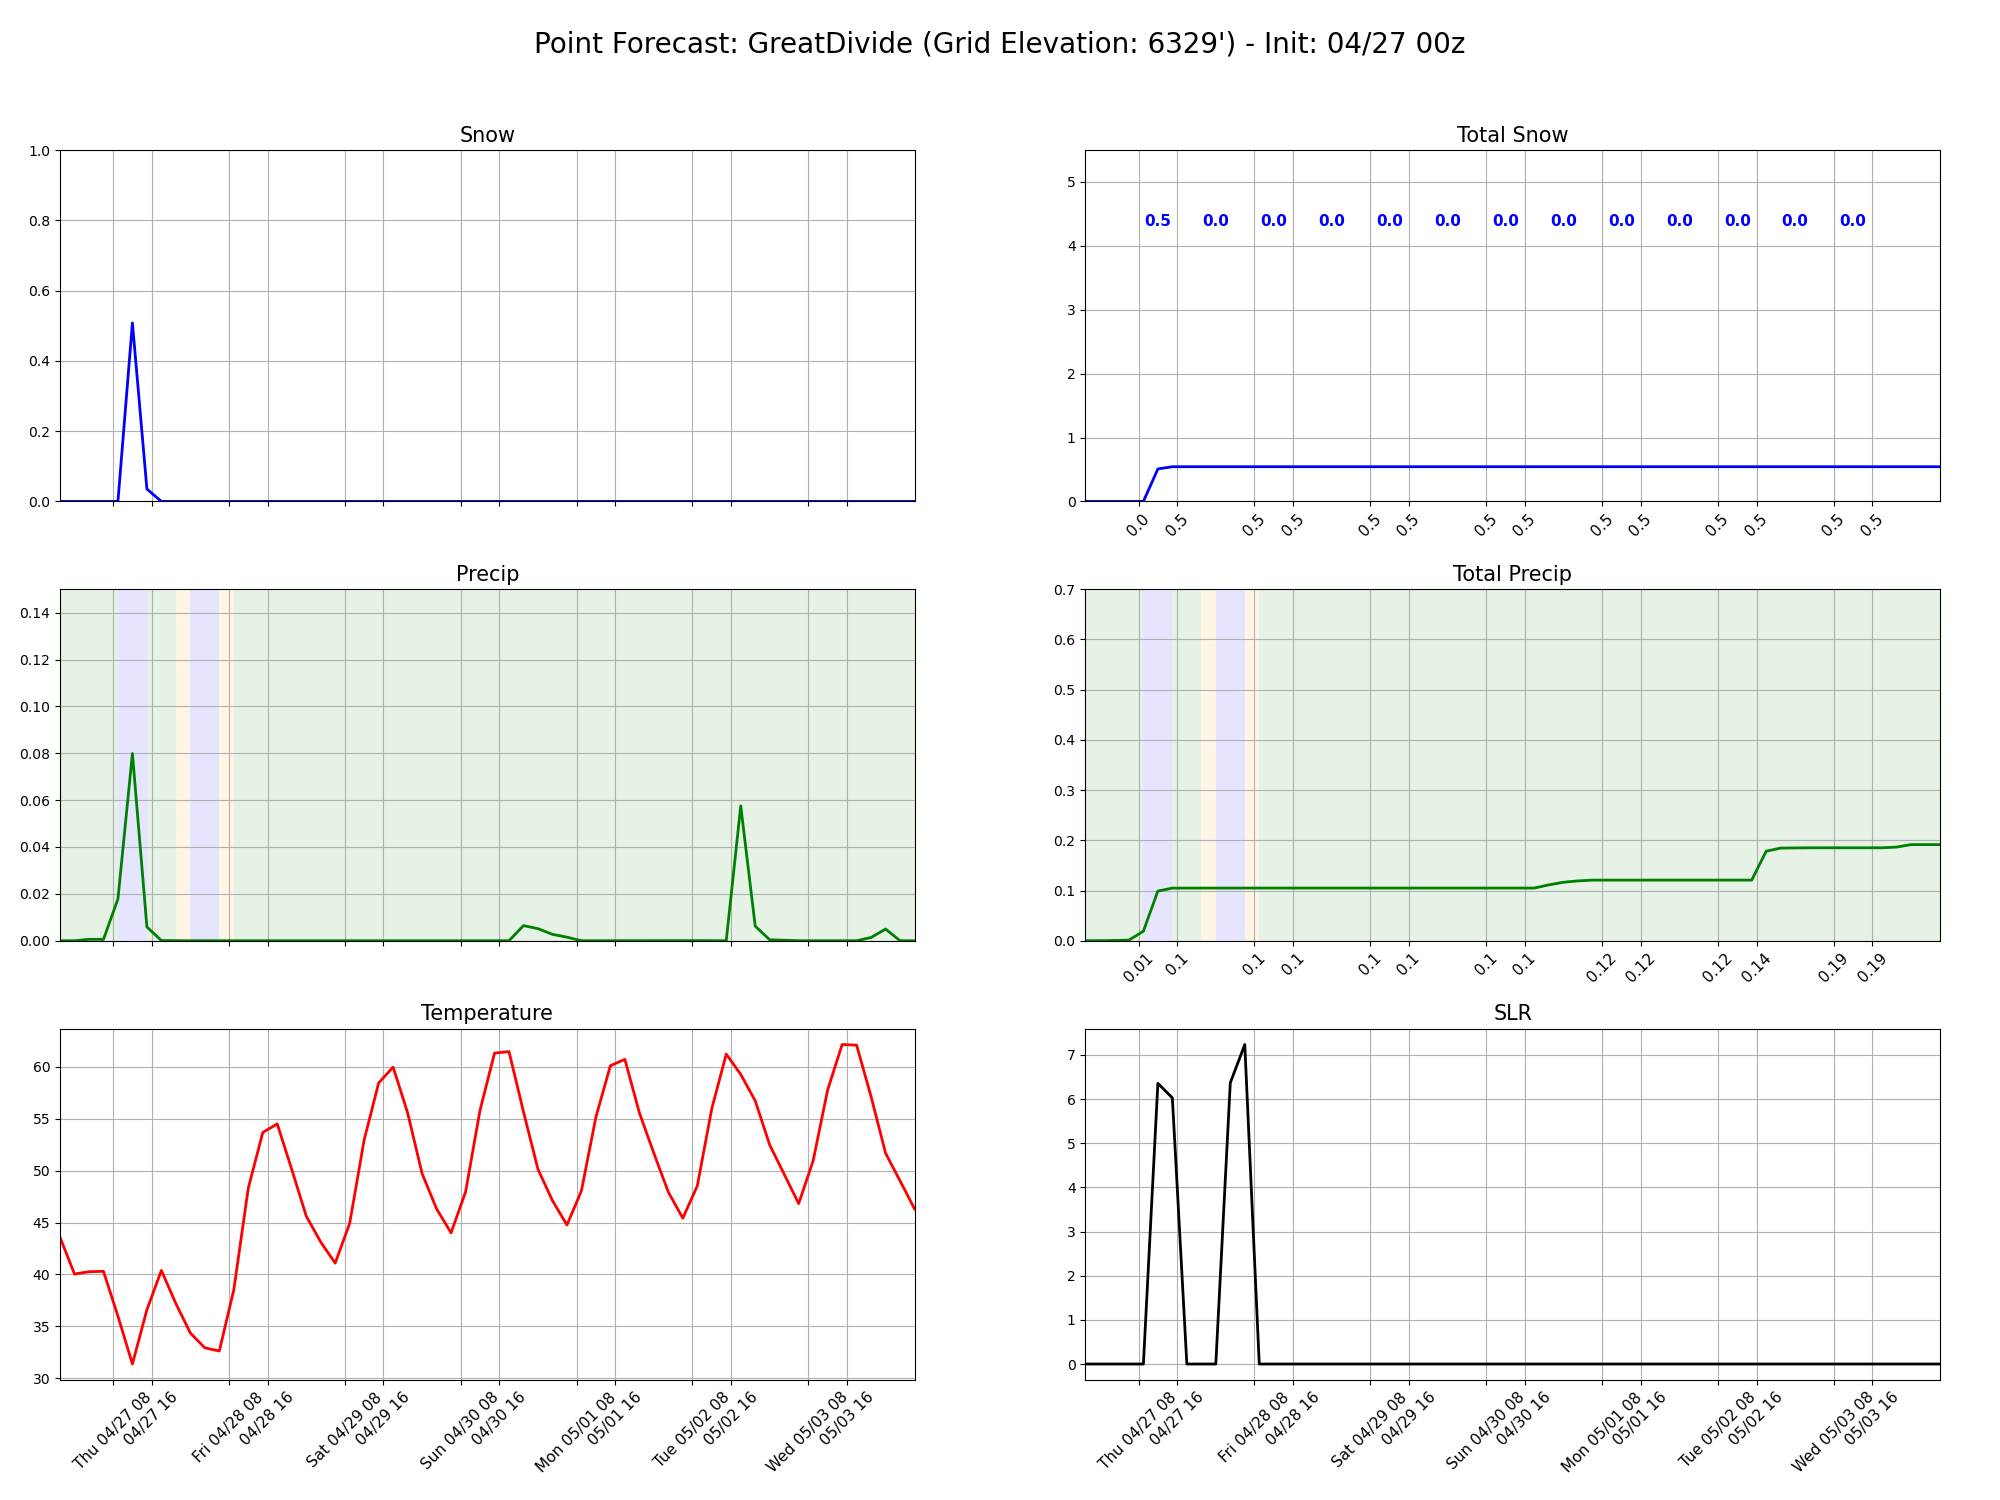 Point Forecast: GreatDivide (Grid Elevation: 6329') - Init: 04/27 00z
Snow
1.0
0.8
0.6
0.4
0.2
0.0
Total Snow
5
4
3
2
1
0
0.5 0.0 0.0 0.0 0.0 0.0 0.0 0.0 0.0 0.0 0.0 0.0 0.0
0.0 0.5 0.5 0.5 0.5 0.5 0.5 0.5 0.5 0.5 0.5 0.5 0.5 0.5
Precip
0.14
0.12
0.10
0.08
0.06
0.04
0.02
0.00
Total Precip
0.7
0.6
0.5
0.4
0.3
0.2
0.1
0.0
0.01 0.1 0.1 0.1 0.1 0.1 0.1 0.1 0.12 0.12 0.12 0.14 0.19 0.19
Temperature
60
55
50
45
40
35
30
Thu 04/27 08
04/27 16
Fri 04/28 08
04/28 16
Sat 04/29 08
04/29 16
Sun 04/30 08
04/30 16
Mon 05/01 08
05/01 16
Tue 05/02 08
05/02 16
Wed 05/03 08
05/03 16
SLR
7
6
5
4
3
2
1
0
Thu 04/27 08
04/27 16
Fri 04/28 08
04/28 16
Sat 04/29 08
04/29 16
Sun 04/30 08
04/30 16
Mon 05/01 08
05/01 16
Tue 05/02 08
05/02 16
Wed 05/03 08
05/03 16